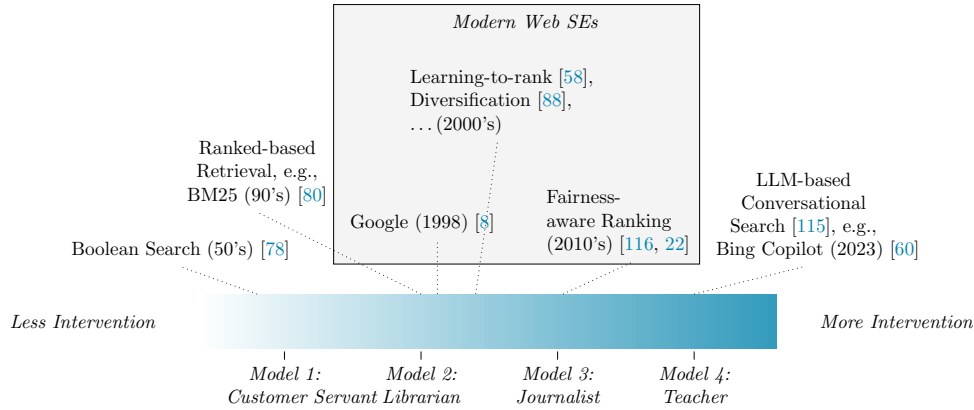 Modern Web SEs
Learning-to-rank [58],
Diversification [88],
... (2000's)
Ranked-based
Retrieval, e.g.,
BM25 (90's) [80]
Google (1998) [8]
Fairness-
aware Ranking
(2010's) [116, 22]
LLM-based
Conversational
Search [115], e.g.,
Bing Copilot (2023) [60]
Boolean Search (50's) [78]
Less Intervention
More Intervention
Model 1:
Customer Servant
Model 2:
Librarian
Model 3:
Journalist
Model 4:
Teacher